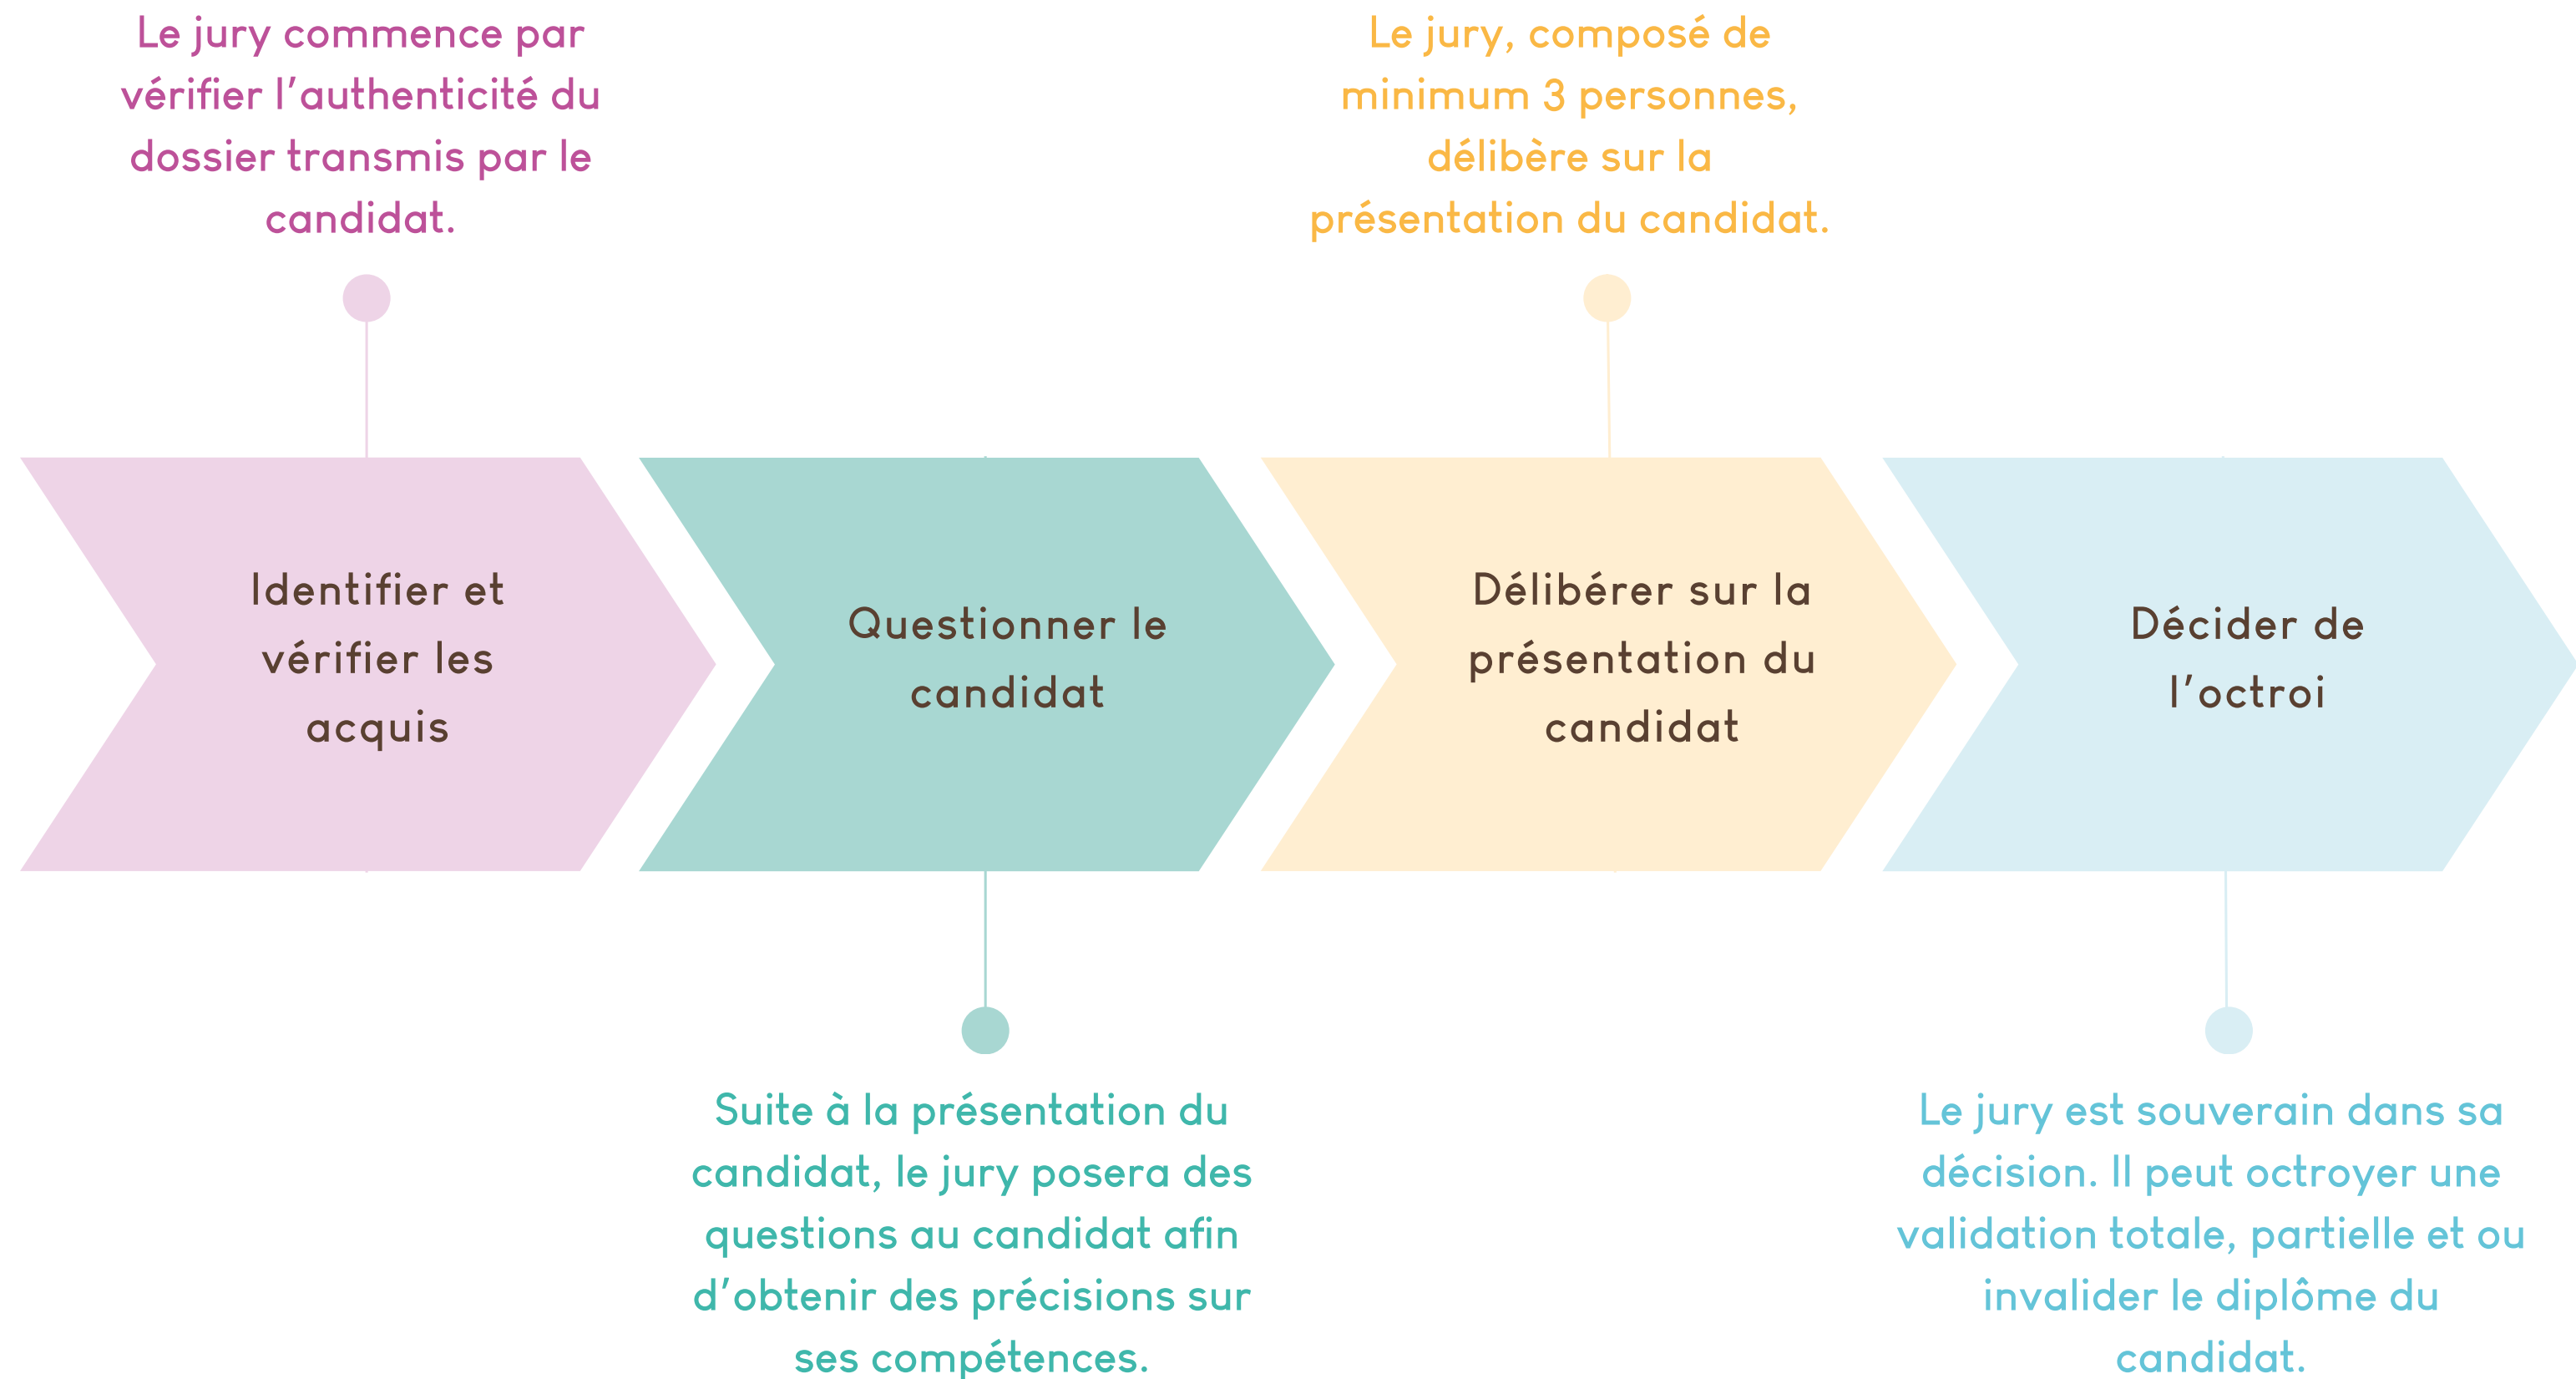 Le jury commence par
vérifier l'authenticité du
dossier transmis par le
candidat.
Le jury, composé de
minimum 3 personnes,
délibère sur la
présentation du candidat.
Identifier et
vérifier les
acquis
Questionner le
candidat
Délibérer sur la
présentation du
candidat
Décider de
l'octroi
Suite à la présentation du
candidat, le jury posera des
questions au candidat afin
d'obtenir des précisions sur
ses compétences.
Le jury est souverain dans sa
décision. Il peut octroyer une
validation totale, partielle et ou
invalider le diplôme du
candidat.